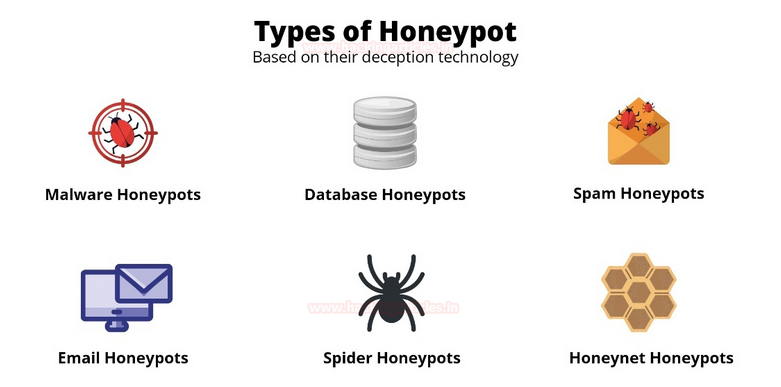 Types of Honeypot
Based on their deception technology
Malware Honeypots
Database Honeypots
Spam Honeypots
Email Honeypots
Spider Honeypots
Honeynet Honeypots